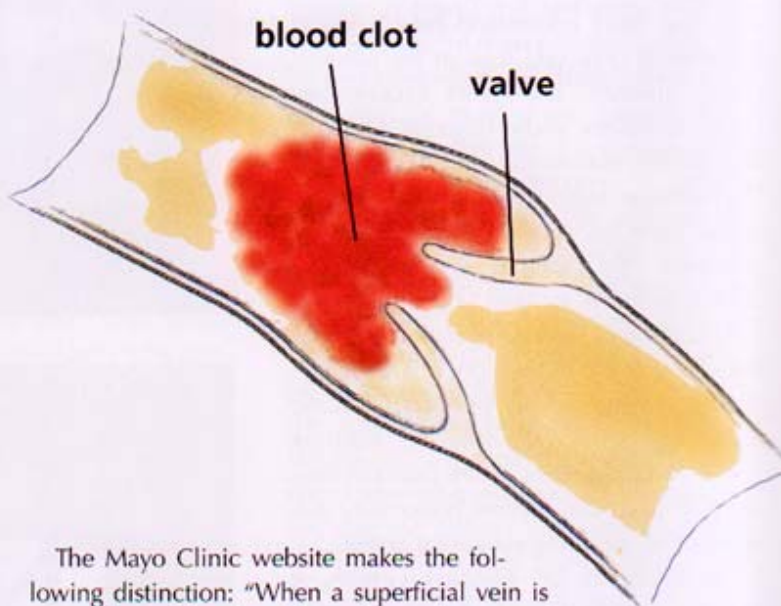 blood clot
valve
The Mayo Clinic website makes the fol-
lowing distinction: “When a superficial vein is